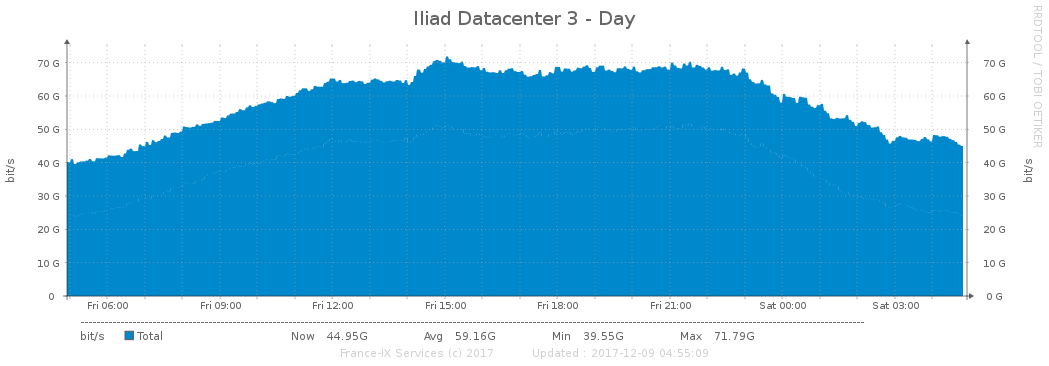 Iliad Datacenter 3 - Day
RRDTOOL / TOBI OETIKER
bit/s
70 G 70 G
60 G 60 G
50 G 50 G
40 G 40 G
30 G 30 G
20 G 20 G
10 G 10 G
0 0 G
bit/s
Fri 06:00 Fri 09:00 Fri 12:00 Fri 15:00 Fri 18:00 Fri 21:00 Sat 00:00 Sat 03:00
bit/s Total Now 44.95G Avg 59.16G Min 39.55G Max 71.79G
France-IX Services (c) 2017 Updated : 2017-12-09 04:55:09